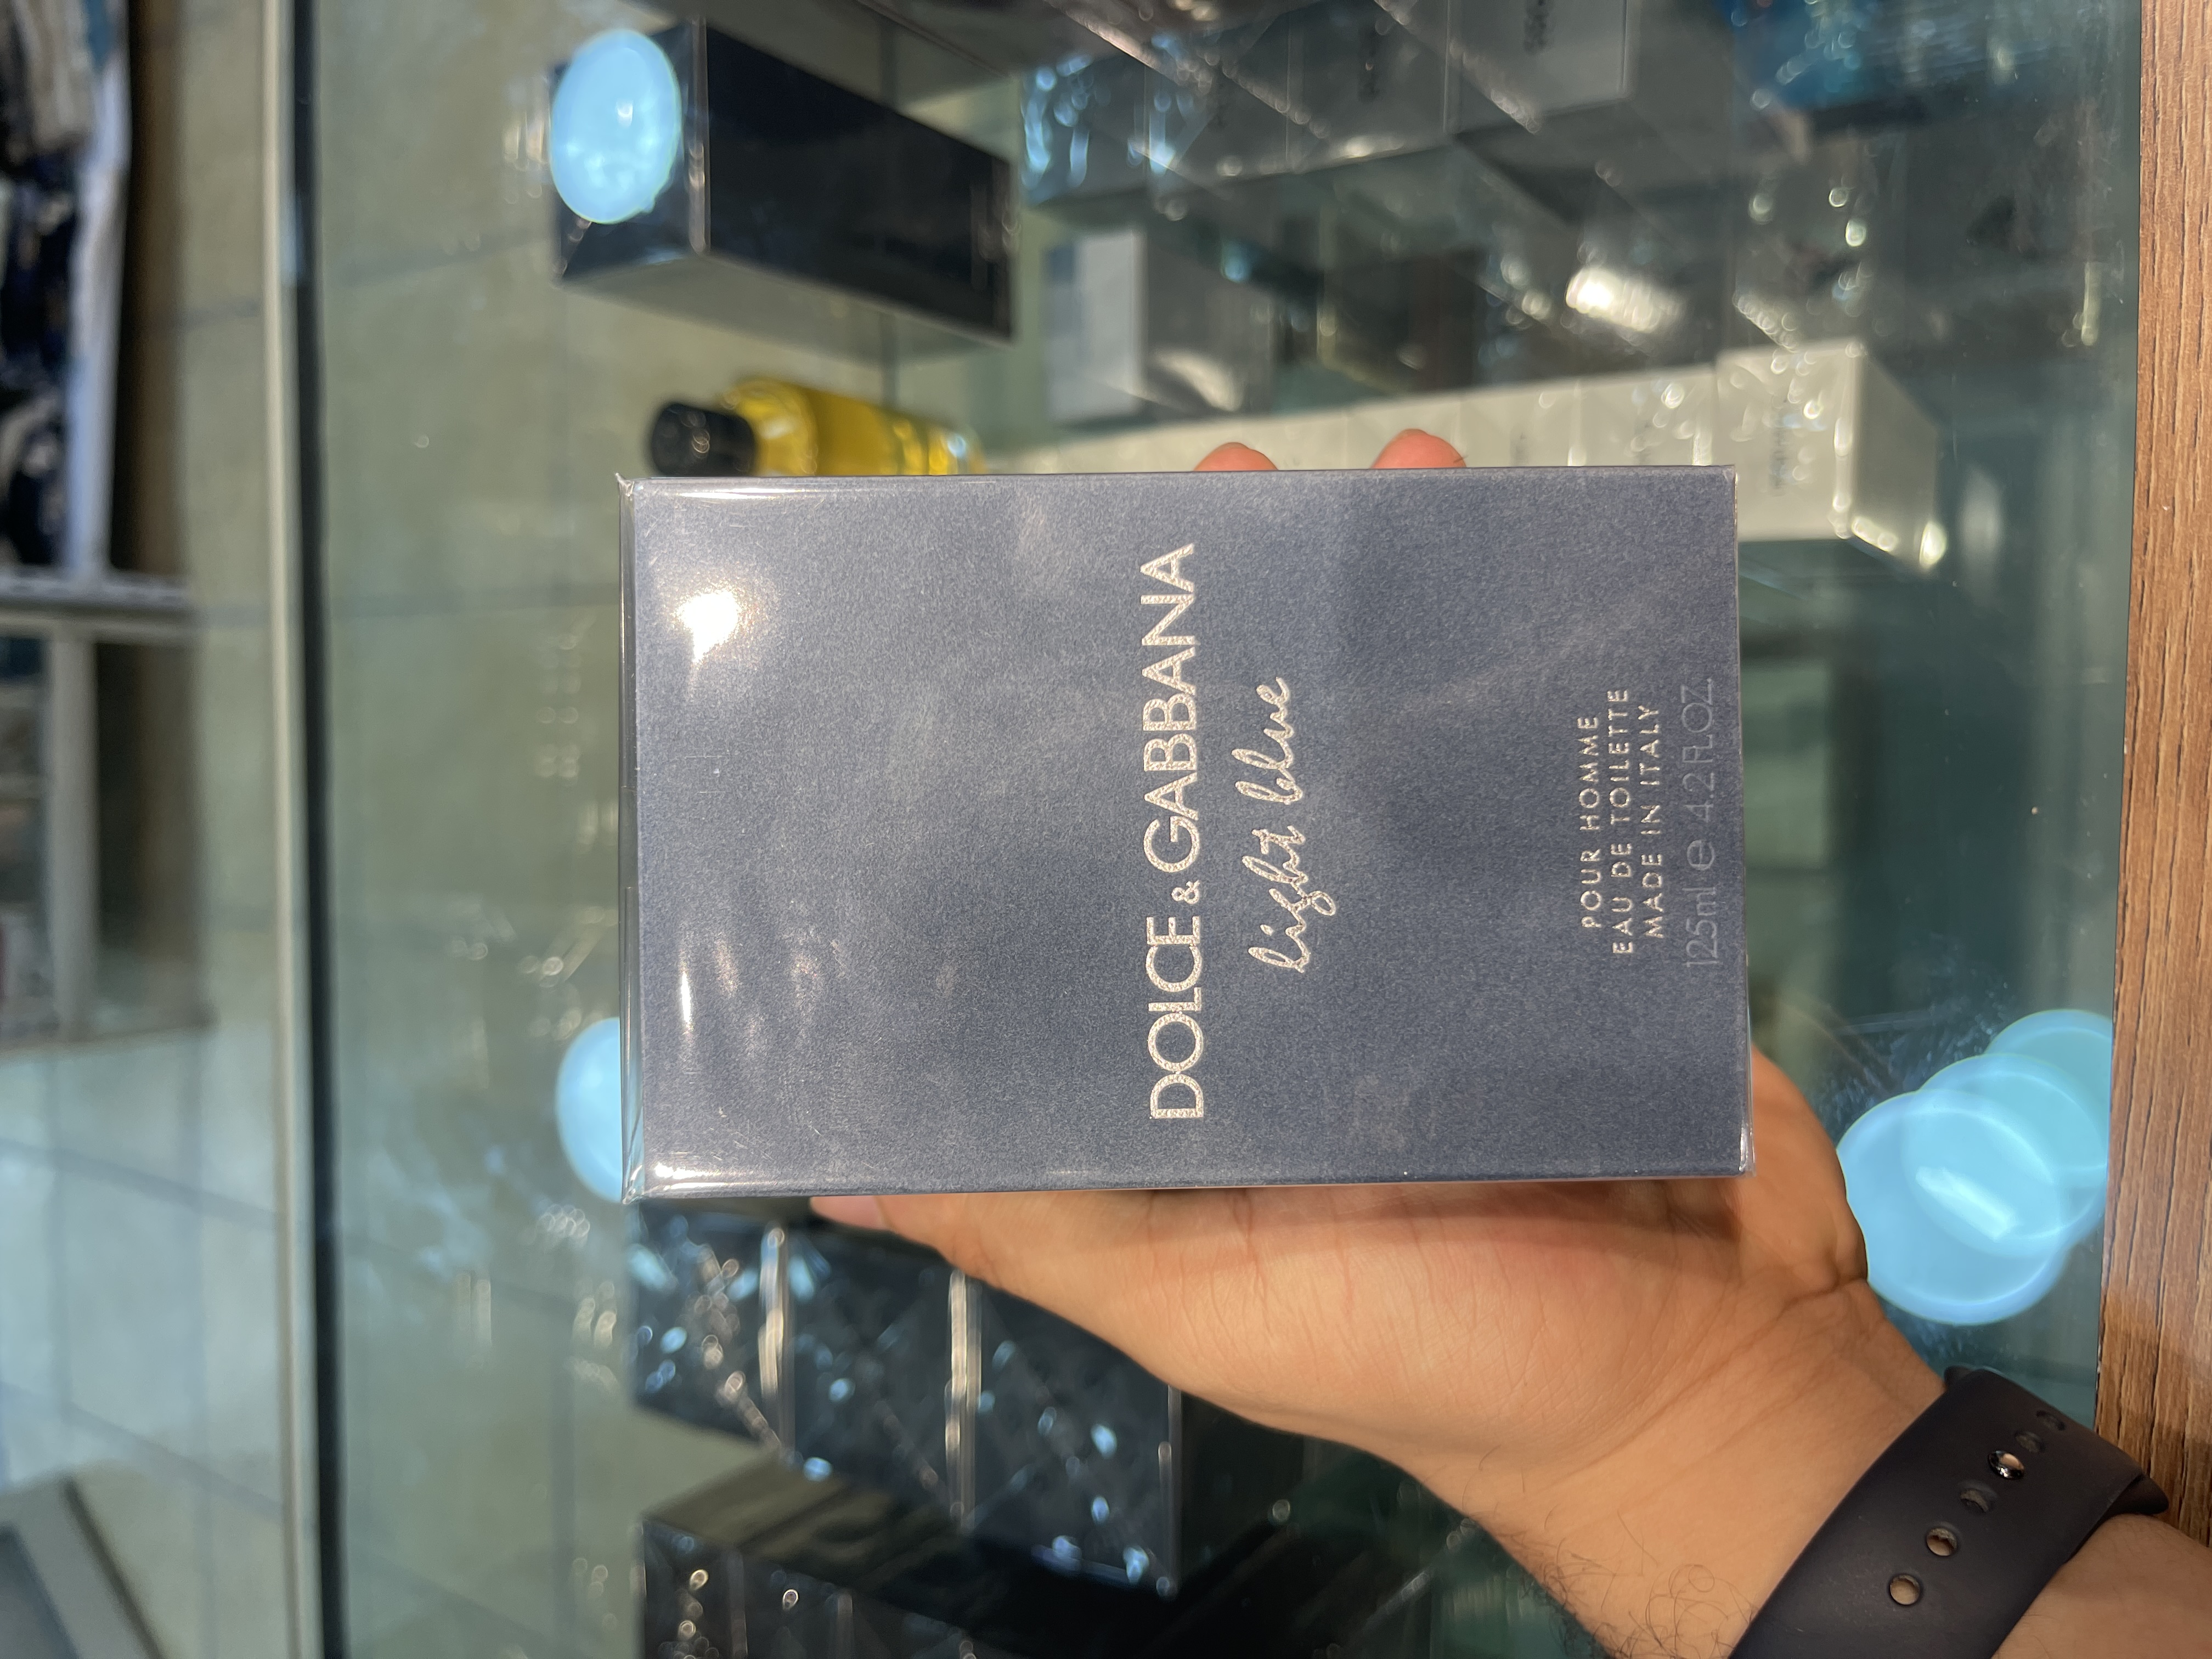 DOLCE & GABBANA
light blue
POUR HOMME
EAU DE TOILETTE
MADE IN ITALY
125ml e 4.2 FL.OZ.